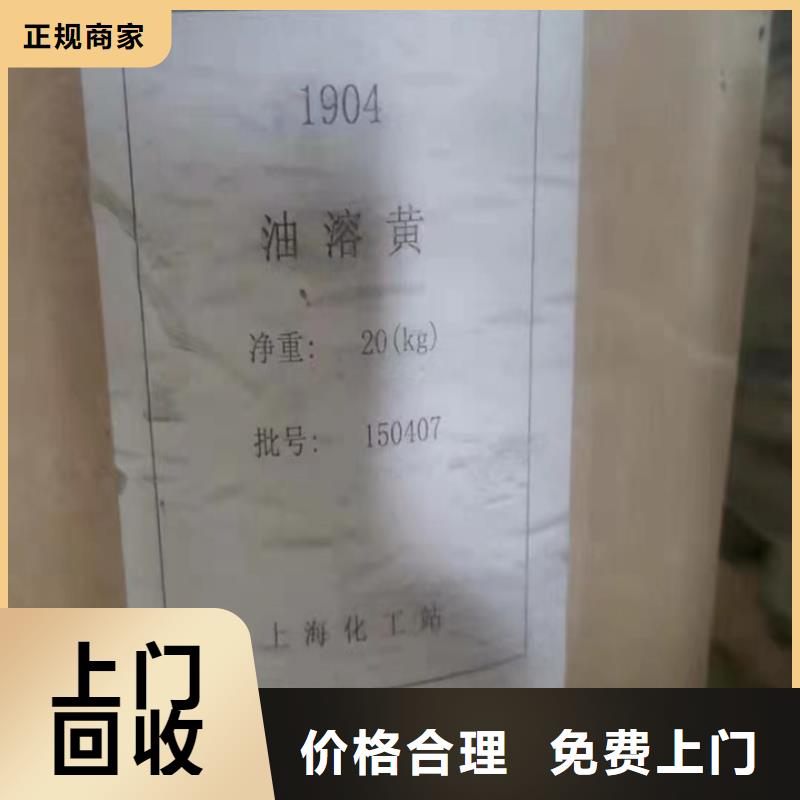 正规商家
1904
油溶黄
净重: 20(kg)
批号: 150407
上海化工站
上门
回收
价格合理 免费上门